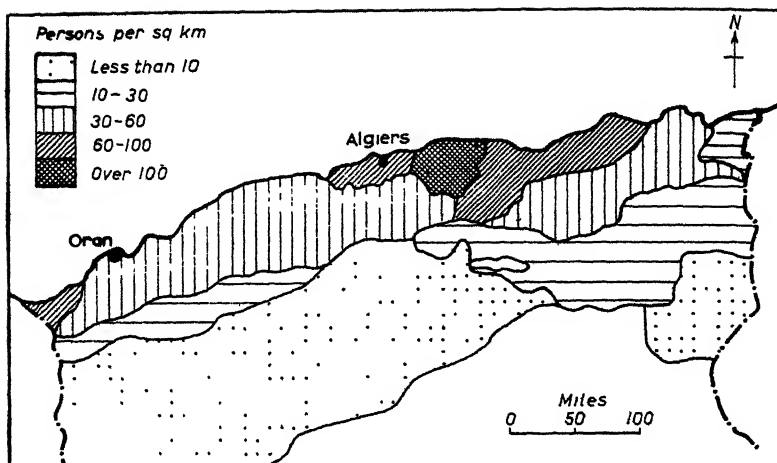 Persons per sq km
Less than 10
10-30
30-60
60-100
Over 100
N
Algiers
Oran
Miles
0 50 100